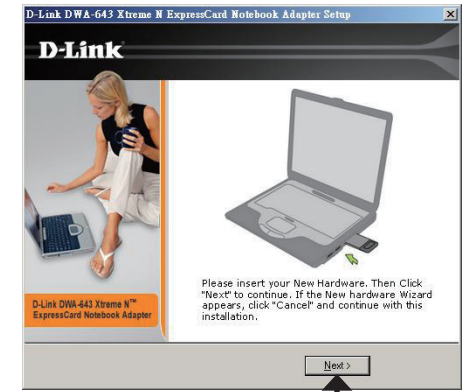 D-Link DWA-643 Xtreme N ExpressCard Notebook Adapter Setup
D-Link
Please insert your New Hardware. Then Click
"Next" to continue. If the New hardware Wizard
appears, click "Cancel" and continue with this
installation.
D-Link DWA-643 Xtreme N™
ExpressCard Notebook Adapter
Next >